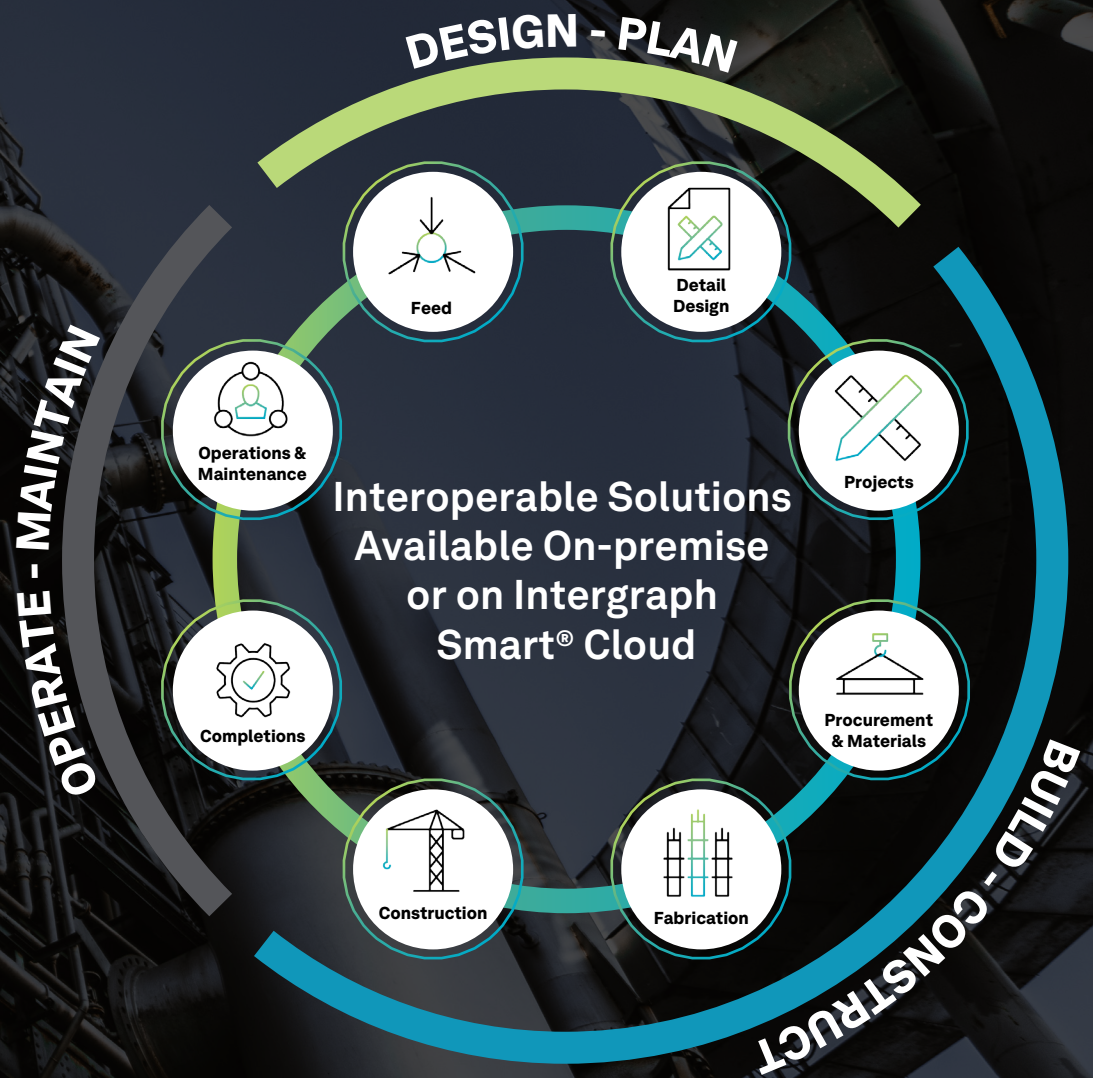 DESIGN - PLAN
Feed
Detail
Design
Projects
Procurement
& Materials
Fabrication
Construction
Completions
Operations &
Maintenance
Interoperable Solutions
Available On-premise
or on Intergraph
Smart® Cloud
BUILD - CONSTRUCT
OPERATE - MAINTAIN